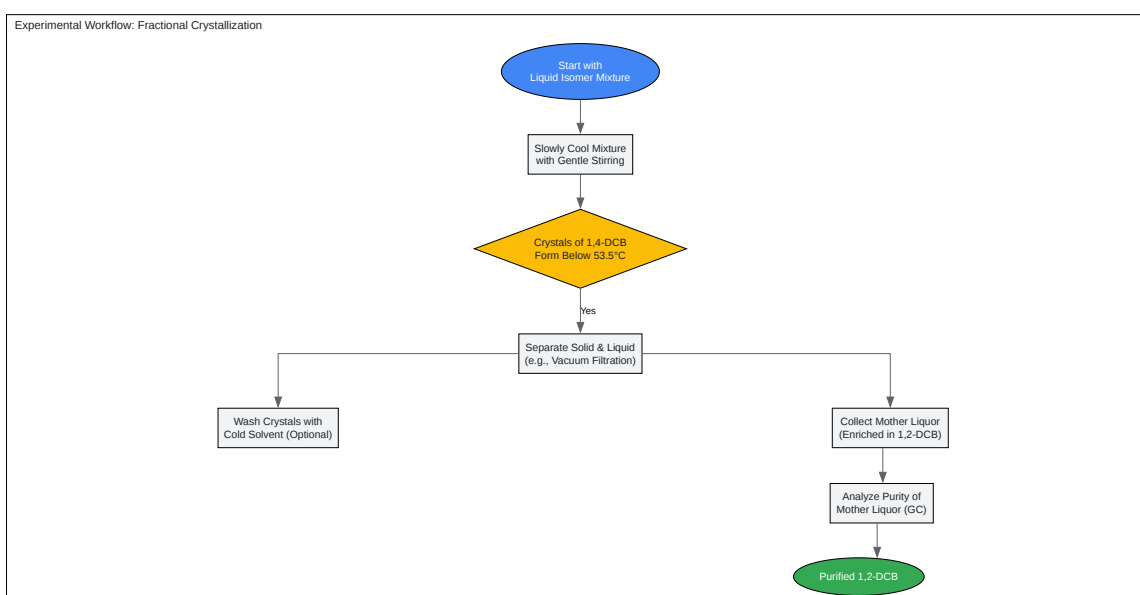 Experimental Workflow: Fractional Crystallization
Start with
Liquid Isomer Mixture
Slowly Cool Mixture
with Gentle Stirring
Crystals of 1,4-DCB
Form Below 53.5°C
Yes
Separate Solid & Liquid
(e.g., Vacuum Filtration)
Wash Crystals with
Cold Solvent (Optional)
Collect Mother Liquor
(Enriched in 1,2-DCB)
Analyze Purity of
Mother Liquor (GC)
Purified 1,2-DCB